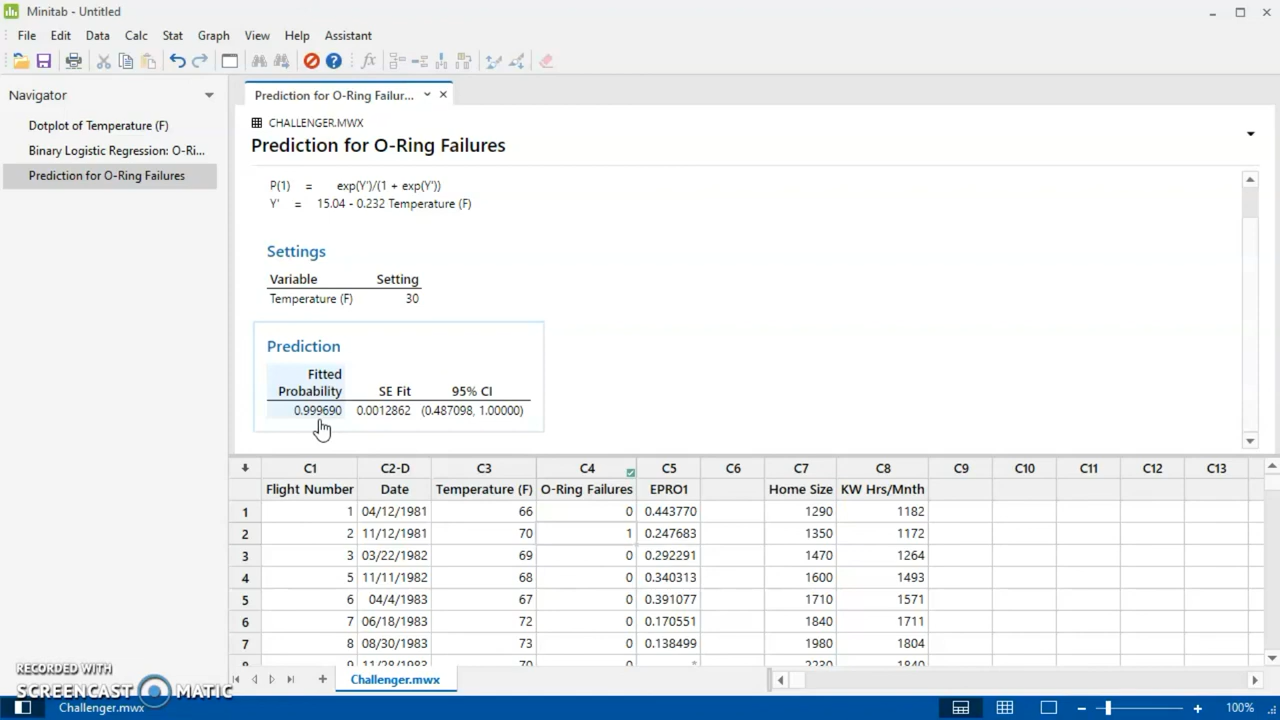 Minitab - Untitled
File Edit Data Calc Stat Graph View Help Assistant
Navigator
Dotplot of Temperature (F)
Binary Logistic Regression: O-Ri...
Prediction for O-Ring Failures
Prediction for O-Ring Failur...
CHALLENGER.MWX
Prediction for O-Ring Failures
P(1) = exp(Y')/(1 + exp(Y'))
Y' = 15.04 - 0.232 Temperature (F)
Settings
Variable Setting
Temperature (F) 30
Prediction
Fitted
Probability SE Fit 95% CI
0.999690 0.0012862 (0.487098, 1.00000)
C1 C2-D C3 C4 C5 C6 C7 C8 C9 C10 C11 C12 C13
Flight Number Date Temperature (F) O-Ring Failures EPRO1 Home Size KW Hrs/Mnth
1 1 04/12/1981 66 0 0.443770 1290 1182
2 2 11/12/1981 70 1 0.247683 1350 1172
3 3 03/22/1982 69 0 0.292291 1470 1264
4 5 11/11/1982 68 0 0.340313 1600 1493
5 6 04/4/1983 67 0 0.391077 1710 1571
6 7 06/18/1983 72 0 0.170551 1840 1711
7 8 08/30/1983 73 0 0.138499 1980 1804
8 9 11/28/1983 70 0 * 2230 1840
RECORDED WITH
SCREENCAST MATIC
Challenger.mwx
Challenger.mwx
100%